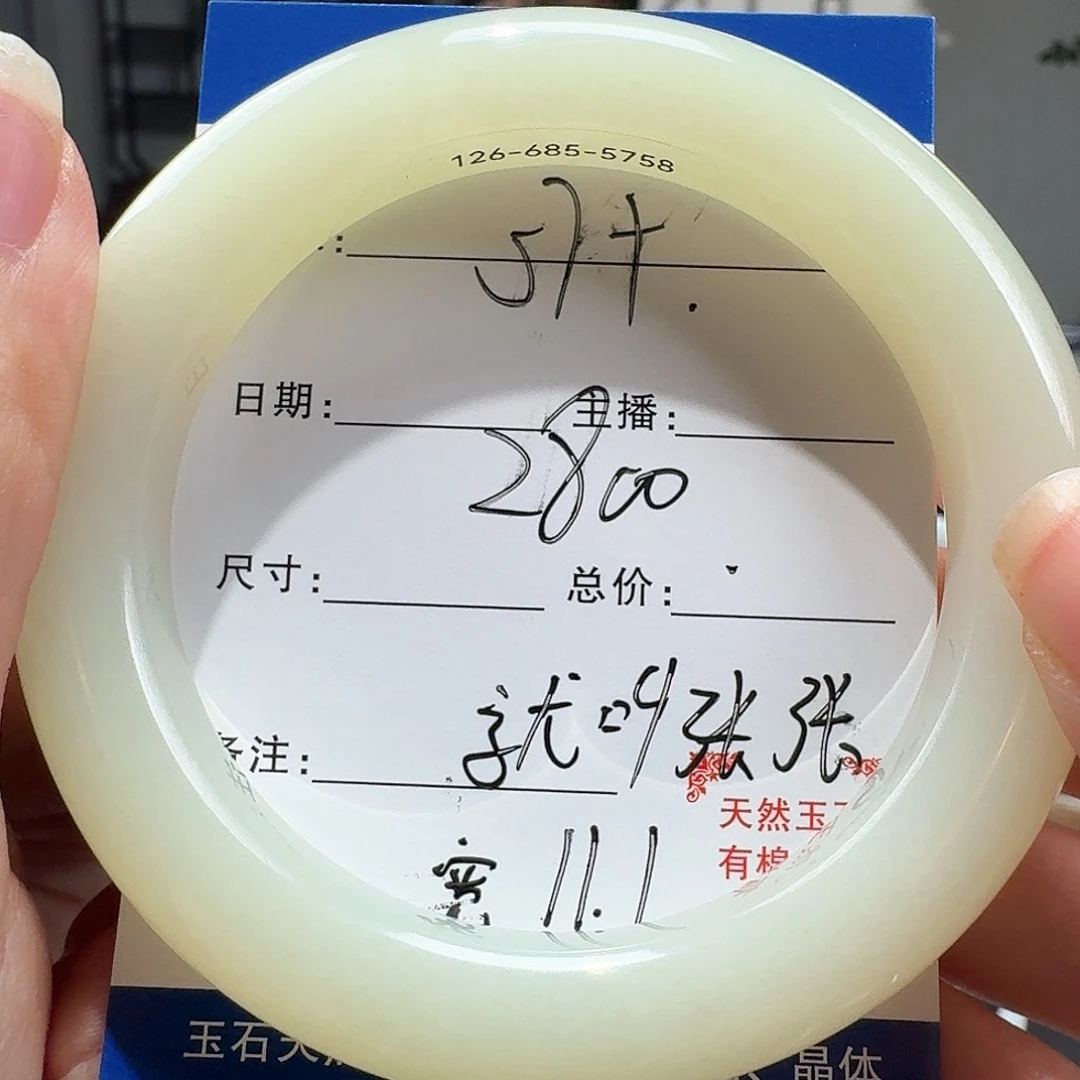 126-685-5758
57+.
日期: 主播:
2800
尺寸: 总价:
就叫张张
备注:
天然玉
有棉
宽 11.1
玉石天
晶体